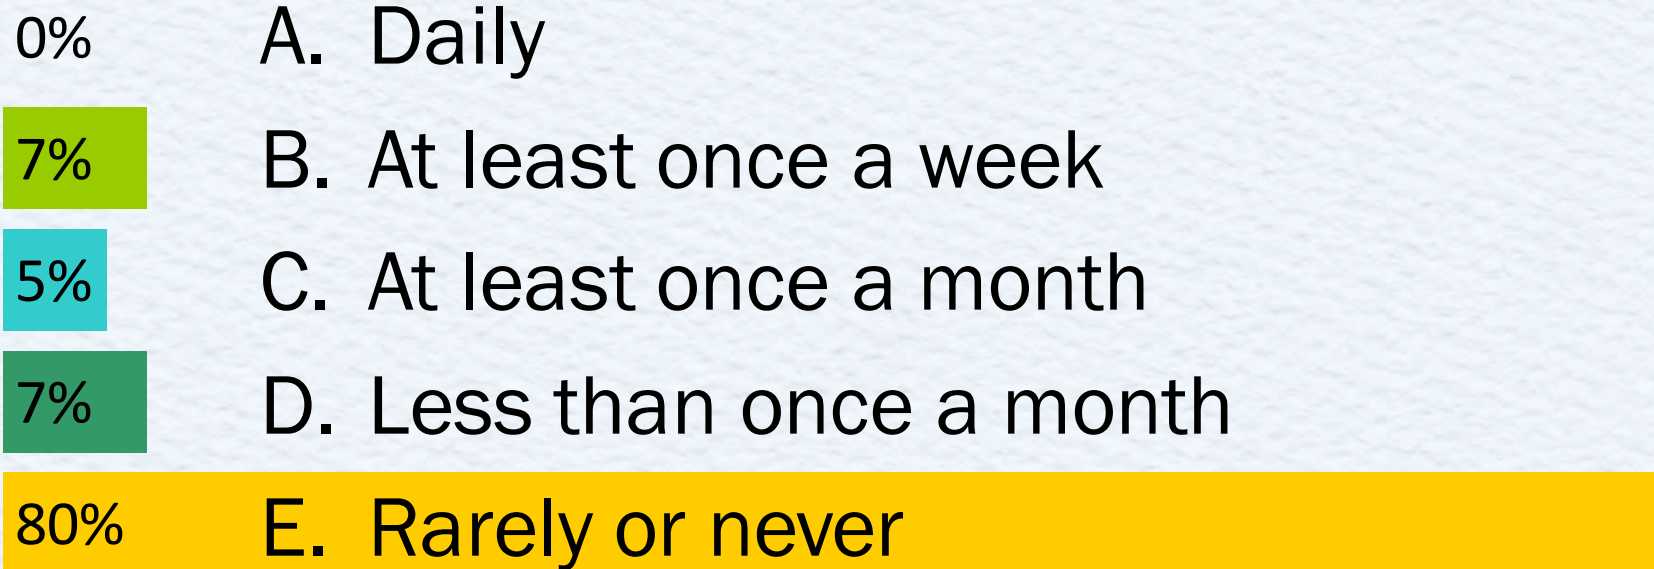 0% A. Daily
7% B. At least once a week
5% C. At least once a month
7% D. Less than once a month
80% E. Rarely or never